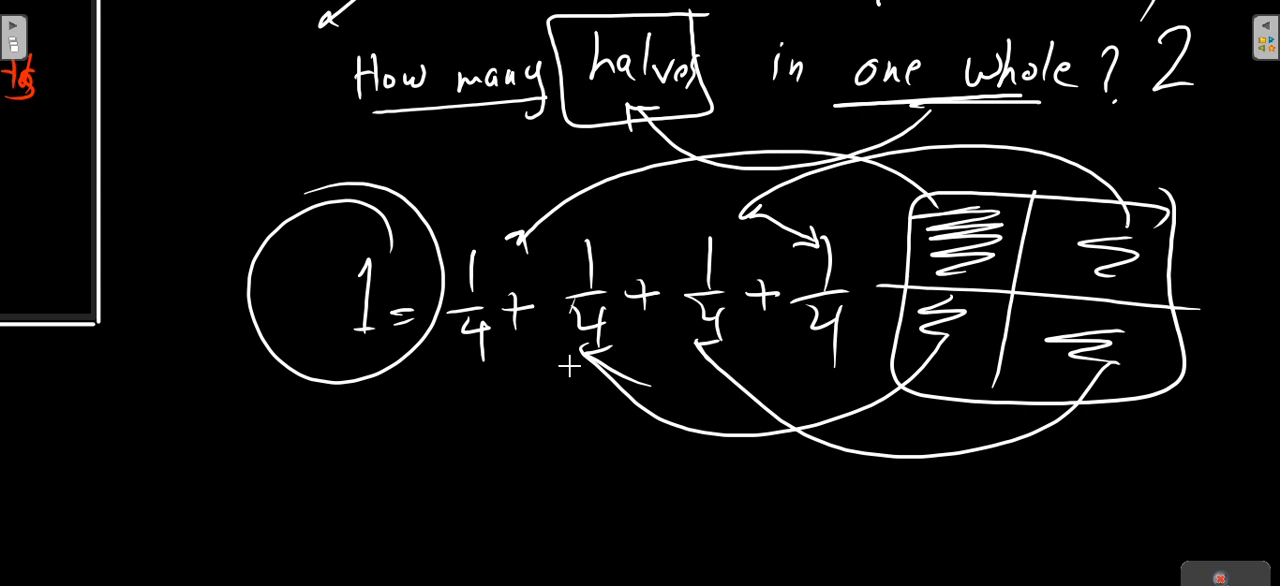 How many halves in one whole? 2
1 = 1/4 + 1/4 + 1/4 + 1/4